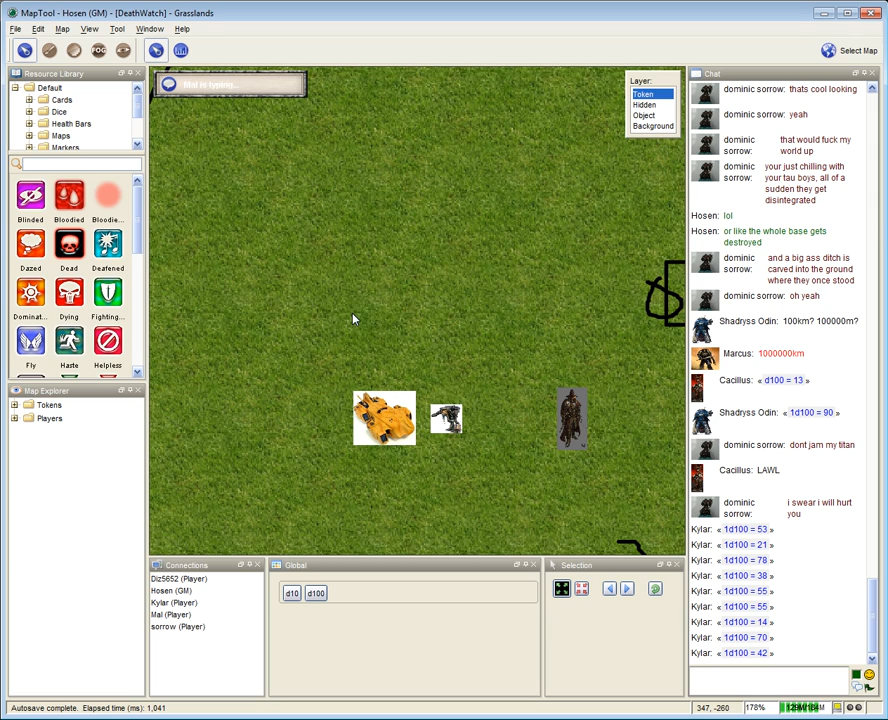 MapTool - Hosen (GM) - [DeathWatch] - Grasslands
File Edit Map View Tool Window Help
FOG
Select Map
Resource Library
Default
Cards
Dice
Health Bars
Maps
Markers
Blinded Bloodied Bloodie...
Dazed Dead Deafened
Dominat... Dying Fighting...
Fly Haste Helpless
Map Explorer
Tokens
Players
Mal is typing...
Layer:
Token
Hidden
Object
Background
Connections
Diz5652 (Player)
Hosen (GM)
Kylar (Player)
Mal (Player)
sorrow (Player)
Global
d10 d100
Selection
Chat
dominic sorrow: thats cool looking
dominic sorrow: yeah
dominic sorrow: that would fuck my
world up
dominic sorrow: your just chilling with
your tau boys, all of a
sudden they get
disintegrated
Hosen: lol
Hosen: or like the whole base gets
destroyed
dominic sorrow: and a big ass ditch is
carved into the ground
where they once stood
dominic sorrow: oh yeah
Shadryss Odin: 100km? 100000m?
Marcus: 1000000km
Cacillus: « d100 = 13 »
Shadryss Odin: « 1d100 = 90 »
dominic sorrow: dont jam my titan
Cacillus: LAWL
dominic sorrow: i swear i will hurt
you
Kylar: « 1d100 = 53 »
Kylar: « 1d100 = 21 »
Kylar: « 1d100 = 78 »
Kylar: « 1d100 = 38 »
Kylar: « 1d100 = 55 »
Kylar: « 1d100 = 55 »
Kylar: « 1d100 = 14 »
Kylar: « 1d100 = 70 »
Kylar: « 1d100 = 42 »
Autosave complete. Elapsed time (ms): 1,041
347, -260
178%